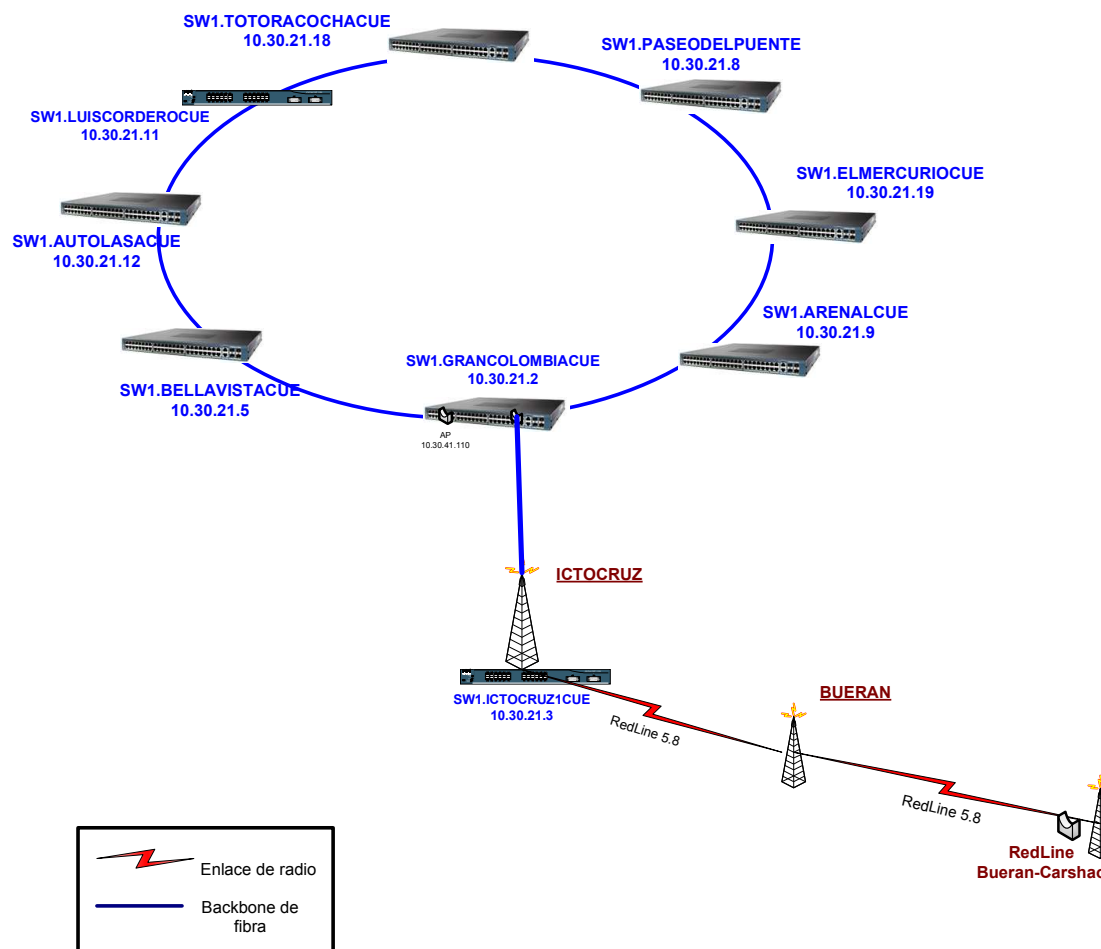 SW1.TOTORACOCHACUE
10.30.21.18
SW1.PASEODELPUENTE
10.30.21.8
SW1.LUISCORDEROCUE
10.30.21.11
SW1.ELMERCURIOCUE
10.30.21.19
SW1.AUTOLASACUE
10.30.21.12
SW1.ARENALCUE
10.30.21.9
SW1.GRANCOLOMBIACUE
10.30.21.2
SW1.BELLAVISTACUE
10.30.21.5
AP
10.30.41.110
ICTOCRUZ
SW1.ICTOCRUZ1CUE
10.30.21.3
BUERAN
RedLine 5.8
RedLine 5.8
RedLine
Bueran-Carshac
Enlace de radio
Backbone de
fibra